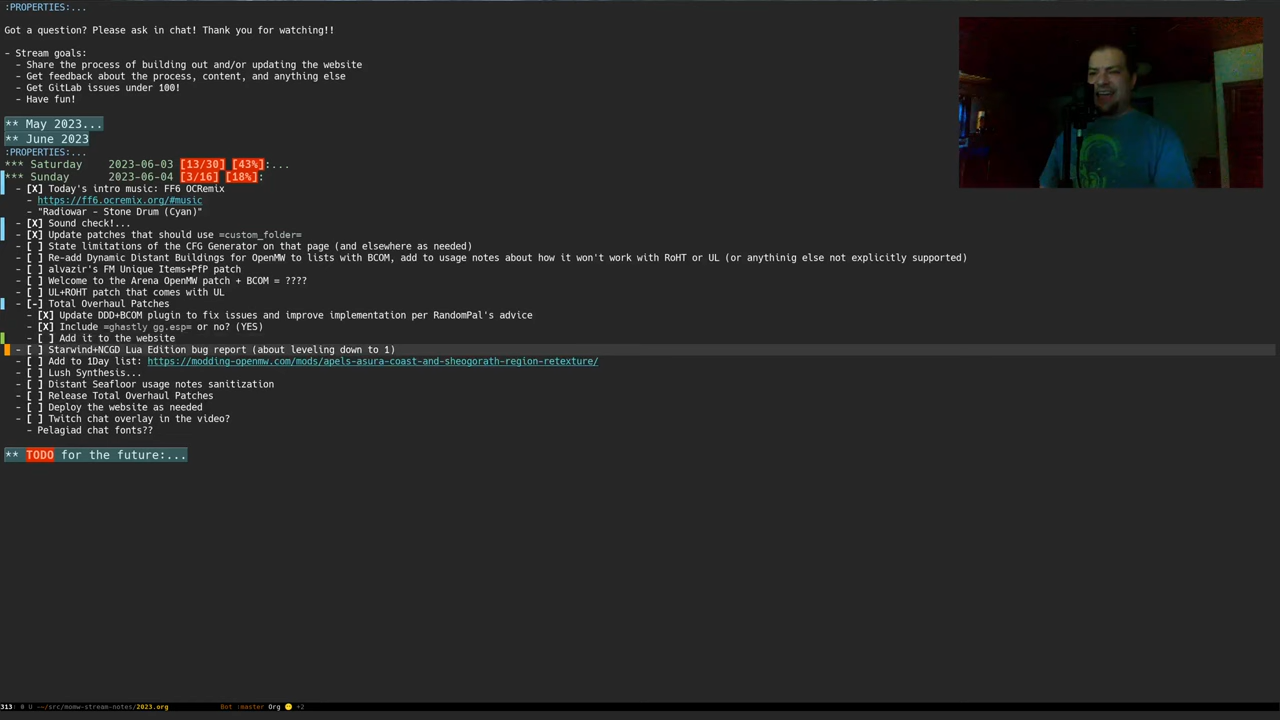 :PROPERTIES:...
Got a question? Please ask in chat! Thank you for watching!!
- Stream goals:
- Share the process of building out and/or updating the website
- Get feedback about the process, content, and anything else
- Get GitLab issues under 100!
- Have fun!
** May 2023...
** June 2023
:PROPERTIES:...
*** Saturday 2023-06-03 [13/30] [43%]:...
*** Sunday 2023-06-04 [3/16] [18%]:
- [X] Today's intro music: FF6 OCRemix
- https://ff6.ocremix.org/#music
- "Radiowar - Stone Drum (Cyan)"
- [X] Sound check!...
- [X] Update patches that should use =custom_folder=
- [ ] State limitations of the CFG Generator on that page (and elsewhere as needed)
- [ ] Re-add Dynamic Distant Buildings for OpenMW to lists with BCOM, add to usage notes about how it won't work with RoHT or UL (or anythinig else not explicitly supported)
- [ ] alvazir's FM Unique Items+PfP patch
- [ ] Welcome to the Arena OpenMW patch + BCOM = ????
- [ ] UL+ROHT patch that comes with UL
- [-] Total Overhaul Patches
- [X] Update DDD+BCOM plugin to fix issues and improve implementation per RandomPal's advice
- [X] Include =ghastly gg.esp= or no? (YES)
- [ ] Add it to the website
- [ ] Starwind+NCGD Lua Edition bug report (about leveling down to 1)
- [ ] Add to 1Day list: https://modding-openmw.com/mods/apels-asura-coast-and-sheogorath-region-retexture/
- [ ] Lush Synthesis...
- [ ] Distant Seafloor usage notes sanitization
- [ ] Release Total Overhaul Patches
- [ ] Deploy the website as needed
- [ ] Twitch chat overlay in the video?
- Pelagiad chat fonts??
** TODO for the future:...
313: # U ~~/src/momw-stream-notes/2023.org Bot :master Org +2